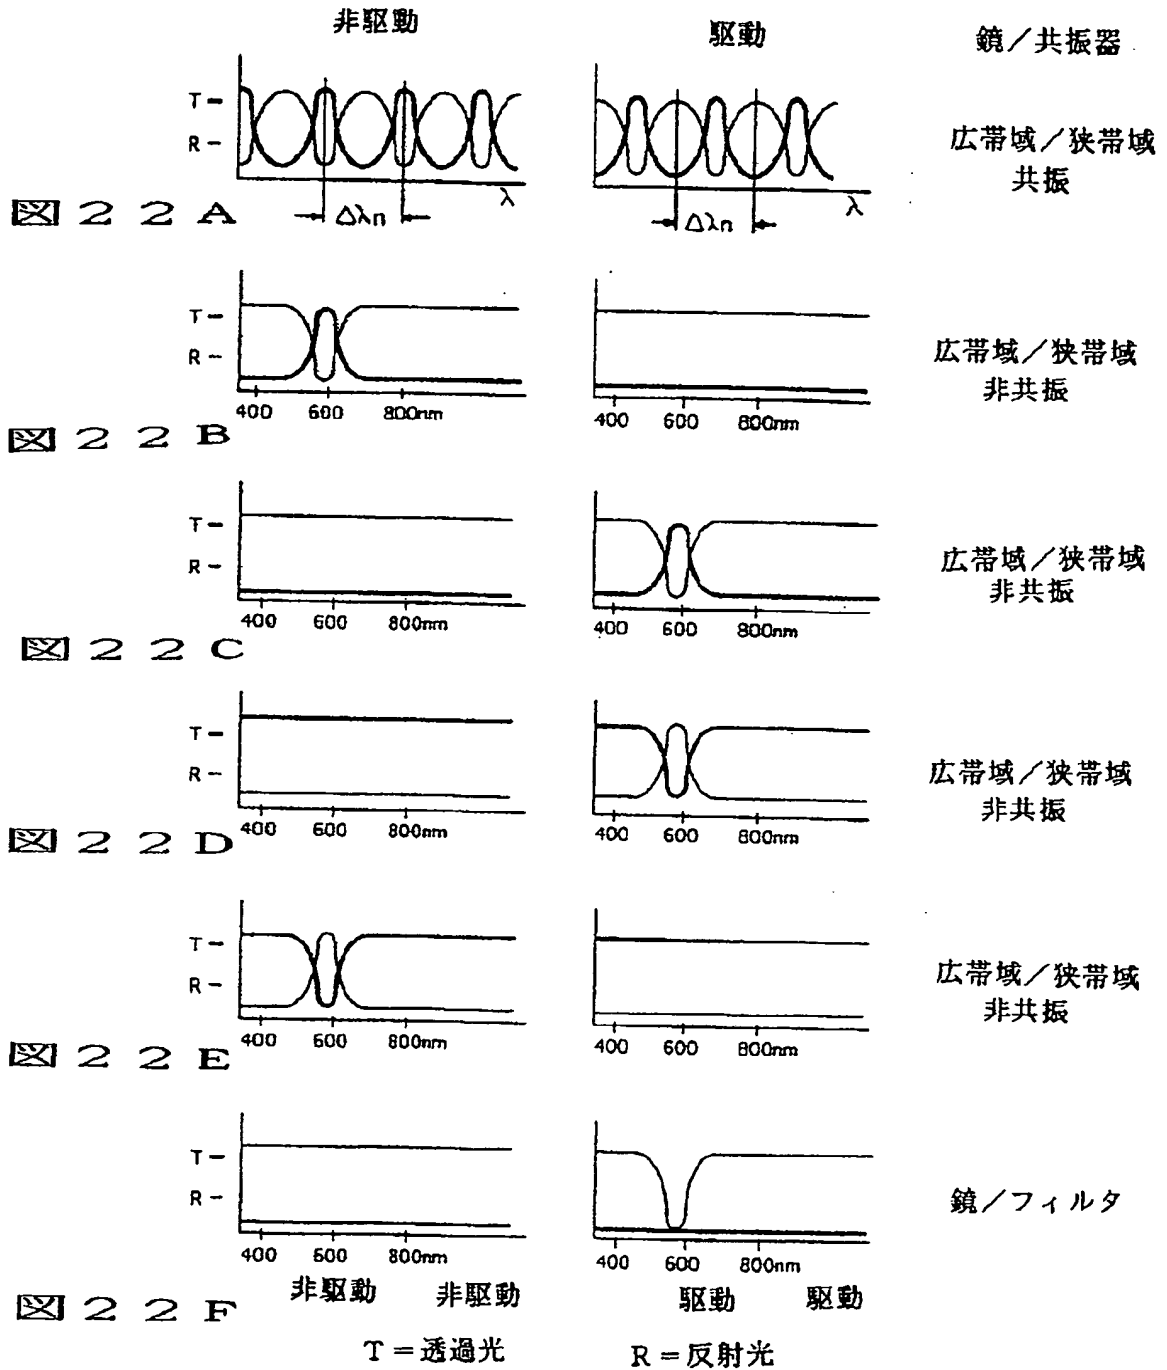 非駆動 駆動 鏡/共振器
T
R
λ λ
広帯域/狭帯域
共振
図22A
Δλn Δλn
T
R
400 600 800nm 400 600 800nm
広帯域/狭帯域
非共振
図22B
T
R
400 600 800nm 400 600 800nm
広帯域/狭帯域
非共振
図22C
T
R
400 600 800nm 400 600 800nm
広帯域/狭帯域
非共振
図22D
T
R
400 600 800nm 400 600 800nm
広帯域/狭帯域
非共振
図22E
T
R
400 600 800nm 400 600 800nm
鏡/フィルタ
図22F
非駆動 非駆動 駆動 駆動
T=透過光 R=反射光